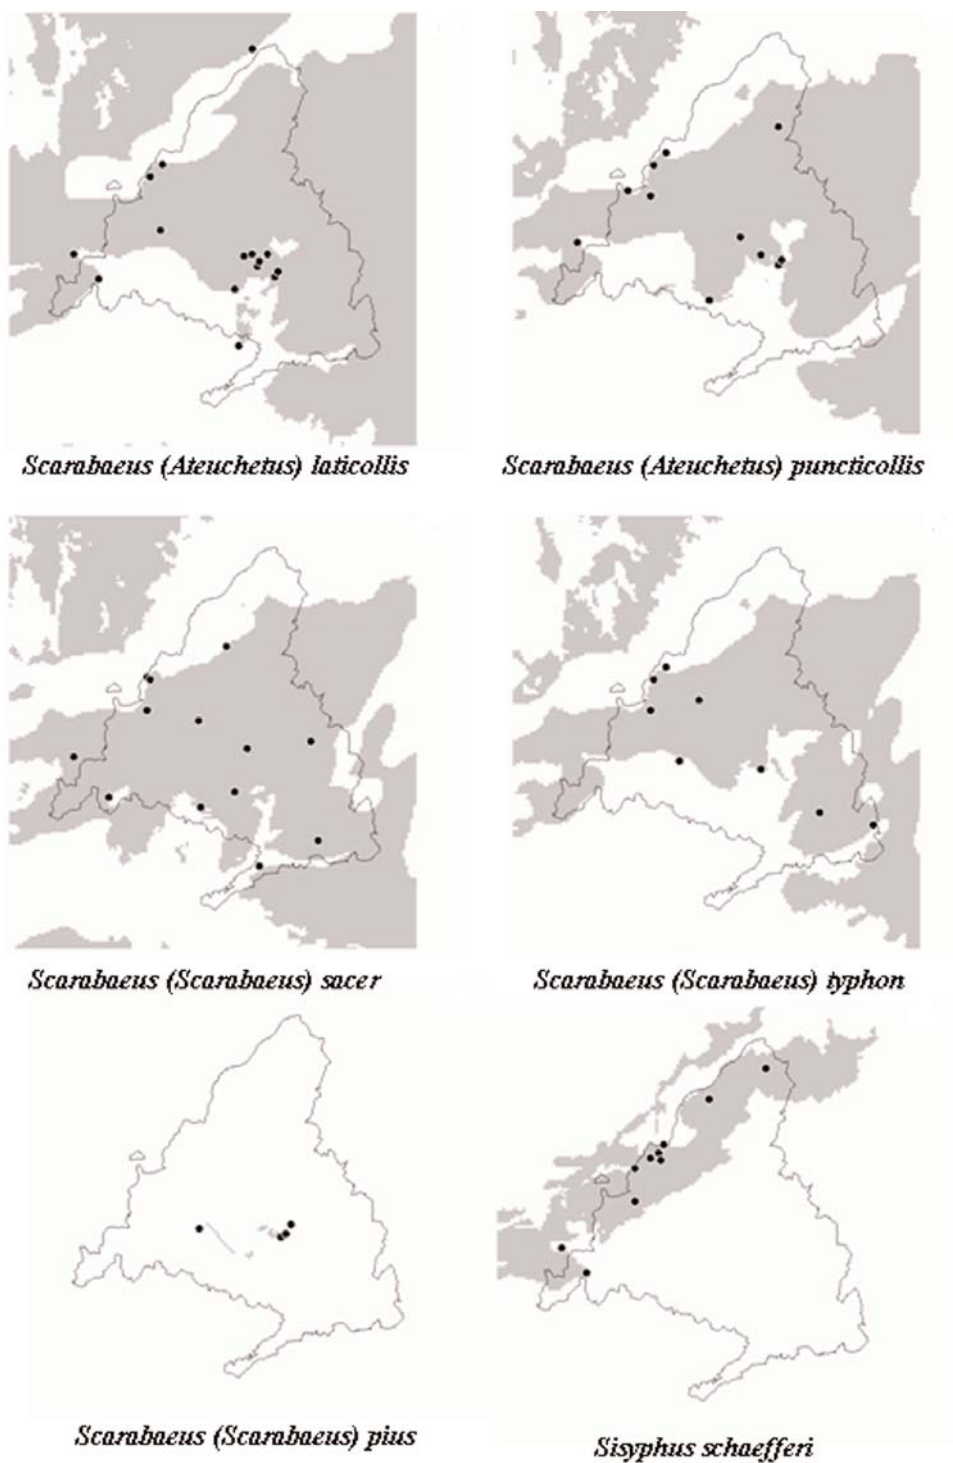 Scarabaeus (Ateuchetus) laticollis
Scarabaeus (Ateuchetus) puncticollis
Scarabaeus (Scarabaeus) sacer
Scarabaeus (Scarabaeus) typhon
Scarabaeus (Scarabaeus) pius
Sisyphus schaefferi